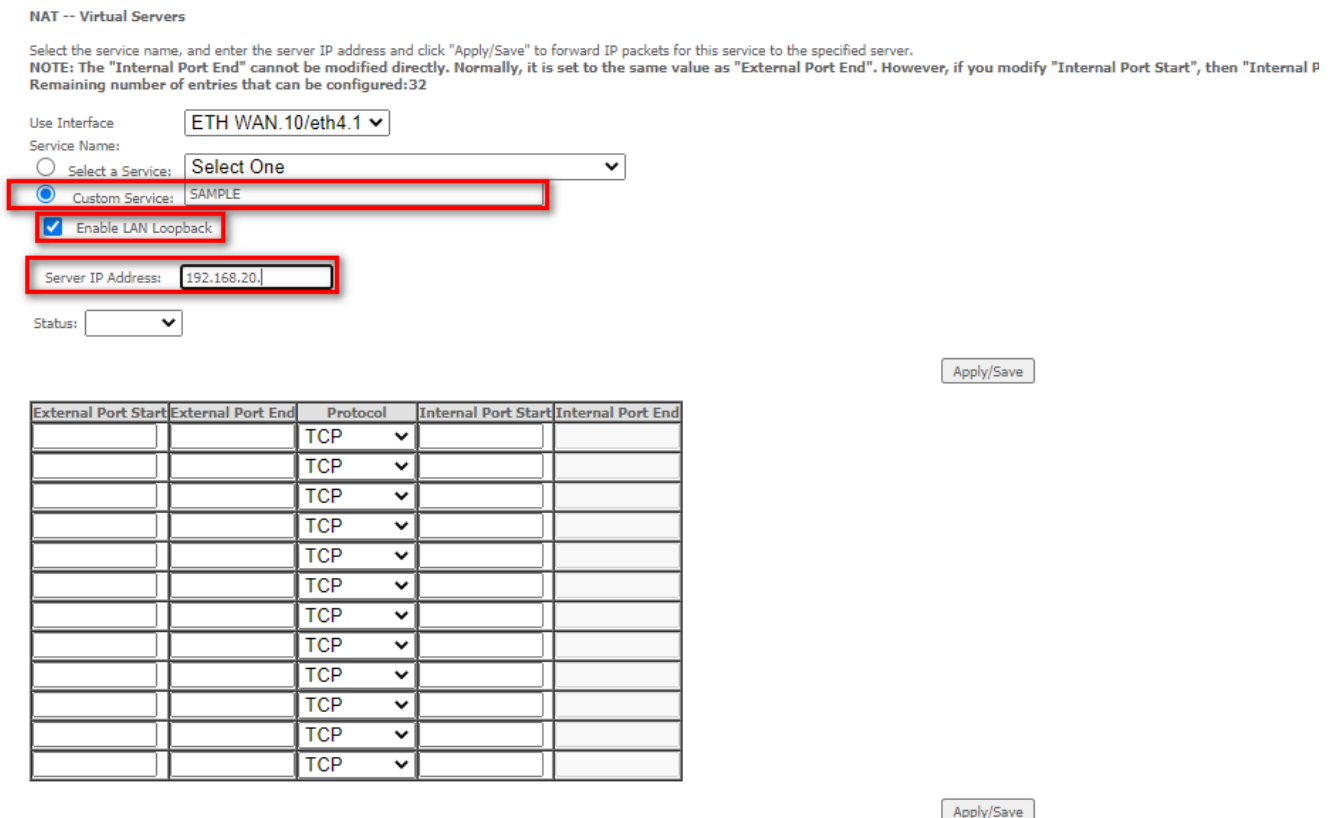 NAT -- Virtual Servers
Select the service name, and enter the server IP address and click "Apply/Save" to forward IP packets for this service to the specified server.
NOTE: The "Internal Port End" cannot be modified directly. Normally, it is set to the same value as "External Port End". However, if you modify "Internal Port Start", then "Internal P
Remaining number of entries that can be configured:32
Use Interface ETH WAN.10/eth4.1
Service Name:
Select a Service: Select One
Custom Service: SAMPLE
Enable LAN Loopback
Server IP Address: 192.168.20.
Status:
Apply/Save
External Port Start External Port End Protocol Internal Port Start Internal Port End
TCP
TCP
TCP
TCP
TCP
TCP
TCP
TCP
TCP
TCP
TCP
TCP
Apply/Save